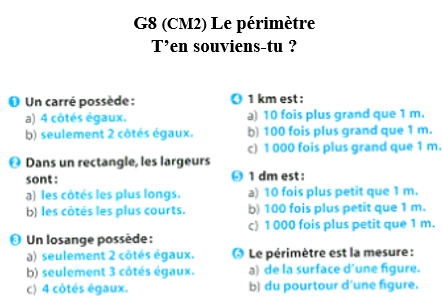 G8 (CM2) Le périmètre
T'en souviens-tu ?
1 Un carré possède :
a) 4 côtés égaux.
b) seulement 2 côtés égaux.
2 Dans un rectangle, les largeurs
sont :
a) les côtés les plus longs.
b) les côtés les plus courts.
3 Un losange possède :
a) seulement 2 côtés égaux.
b) seulement 3 côtés égaux.
c) 4 côtés égaux.
4 1 km est :
a) 10 fois plus grand que 1 m.
b) 100 fois plus grand que 1 m.
c) 1 000 fois plus grand que 1 m.
5 1 dm est :
a) 10 fois plus petit que 1 m.
b) 100 fois plus petit que 1 m.
c) 1 000 fois plus petit que 1 m.
6 Le périmètre est la mesure :
a) de la surface d'une figure.
b) du pourtour d'une figure.